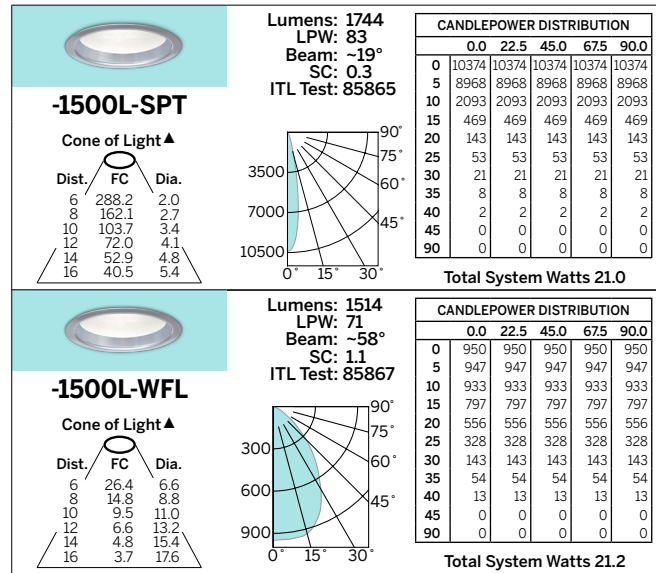 -1500L-SPT
Cone of Light▲
Dist. FC Dia.
6 288.2 2.0
8 162.1 2.7
10 103.7 3.4
12 72.0 4.1
14 52.9 4.8
16 40.5 5.4
Lumens: 1744
LPW: 83
Beam: ~19°
SC: 0.3
ITL Test: 85865
90°
75°
3500
60°
7000
45°
10500
0° 15° 30°
CANDLEPOWER DISTRIBUTION
0.0 22.5 45.0 67.5 90.0
0 10374 10374 10374 10374 10374
5 8968 8968 8968 8968 8968
10 2093 2093 2093 2093 2093
15 469 469 469 469 469
20 143 143 143 143 143
25 53 53 53 53 53
30 21 21 21 21 21
35 8 8 8 8 8
40 2 2 2 2 2
45 0 0 0 0 0
90 0 0 0 0 0
Total System Watts 21.0
-1500L-WFL
Cone of Light▲
Dist. FC Dia.
6 26.4 6.6
8 14.8 8.8
10 9.5 11.0
12 6.6 13.2
14 4.8 15.4
16 3.7 17.6
Lumens: 1514
LPW: 71
Beam: ~58°
SC: 1.1
ITL Test: 85867
90°
75°
300
60°
600
45°
900
0° 15° 30°
CANDLEPOWER DISTRIBUTION
0.0 22.5 45.0 67.5 90.0
0 950 950 950 950 950
5 947 947 947 947 947
10 933 933 933 933 933
15 797 797 797 797 797
20 556 556 556 556 556
25 328 328 328 328 328
30 143 143 143 143 143
35 54 54 54 54 54
40 13 13 13 13 13
45 0 0 0 0 0
90 0 0 0 0 0
Total System Watts 21.2